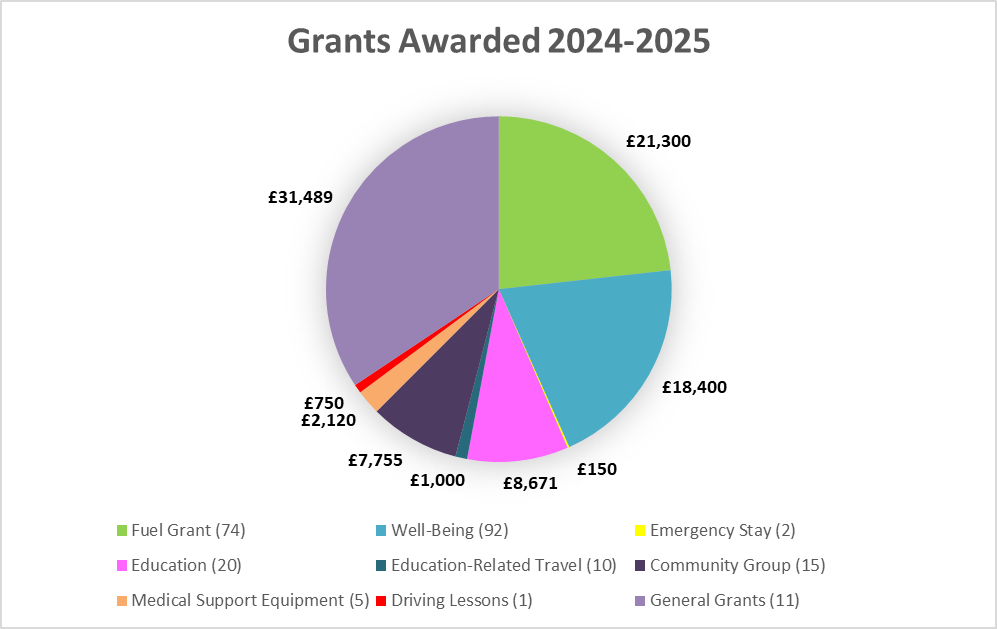 Grants Awarded 2024-2025
£21,300
£31,489
£18,400
£750
£2,120
£7,755
£150
£1,000
£8,671
Fuel Grant (74) Well-Being (92) Emergency Stay (2)
Education (20) Education-Related Travel (10) Community Group (15)
Medical Support Equipment (5) Driving Lessons (1) General Grants (11)